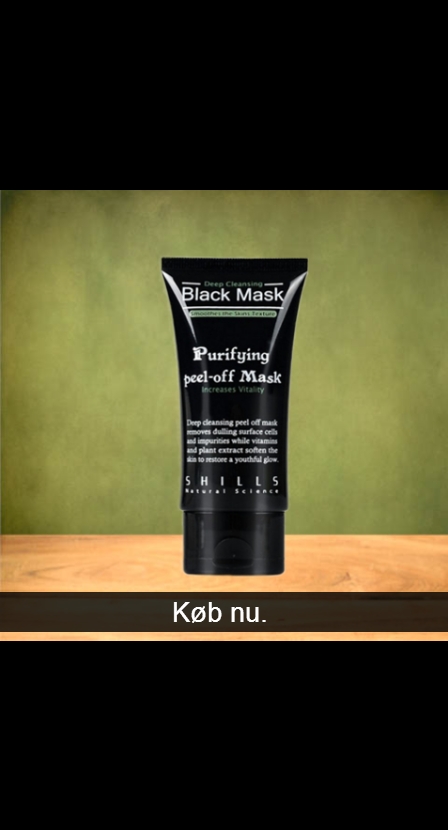 Deep Cleansing
Black Mask
Smoothes the Skin's Texture
Purifying
peel-off Mask
Increases Vitality
Deep cleansing peel off mask
removes dulling surface cells
and impurities while vitamins
and plant extract soften the
skin to restore a youthful glow.
SHILLS
Natural Science
Køb nu.